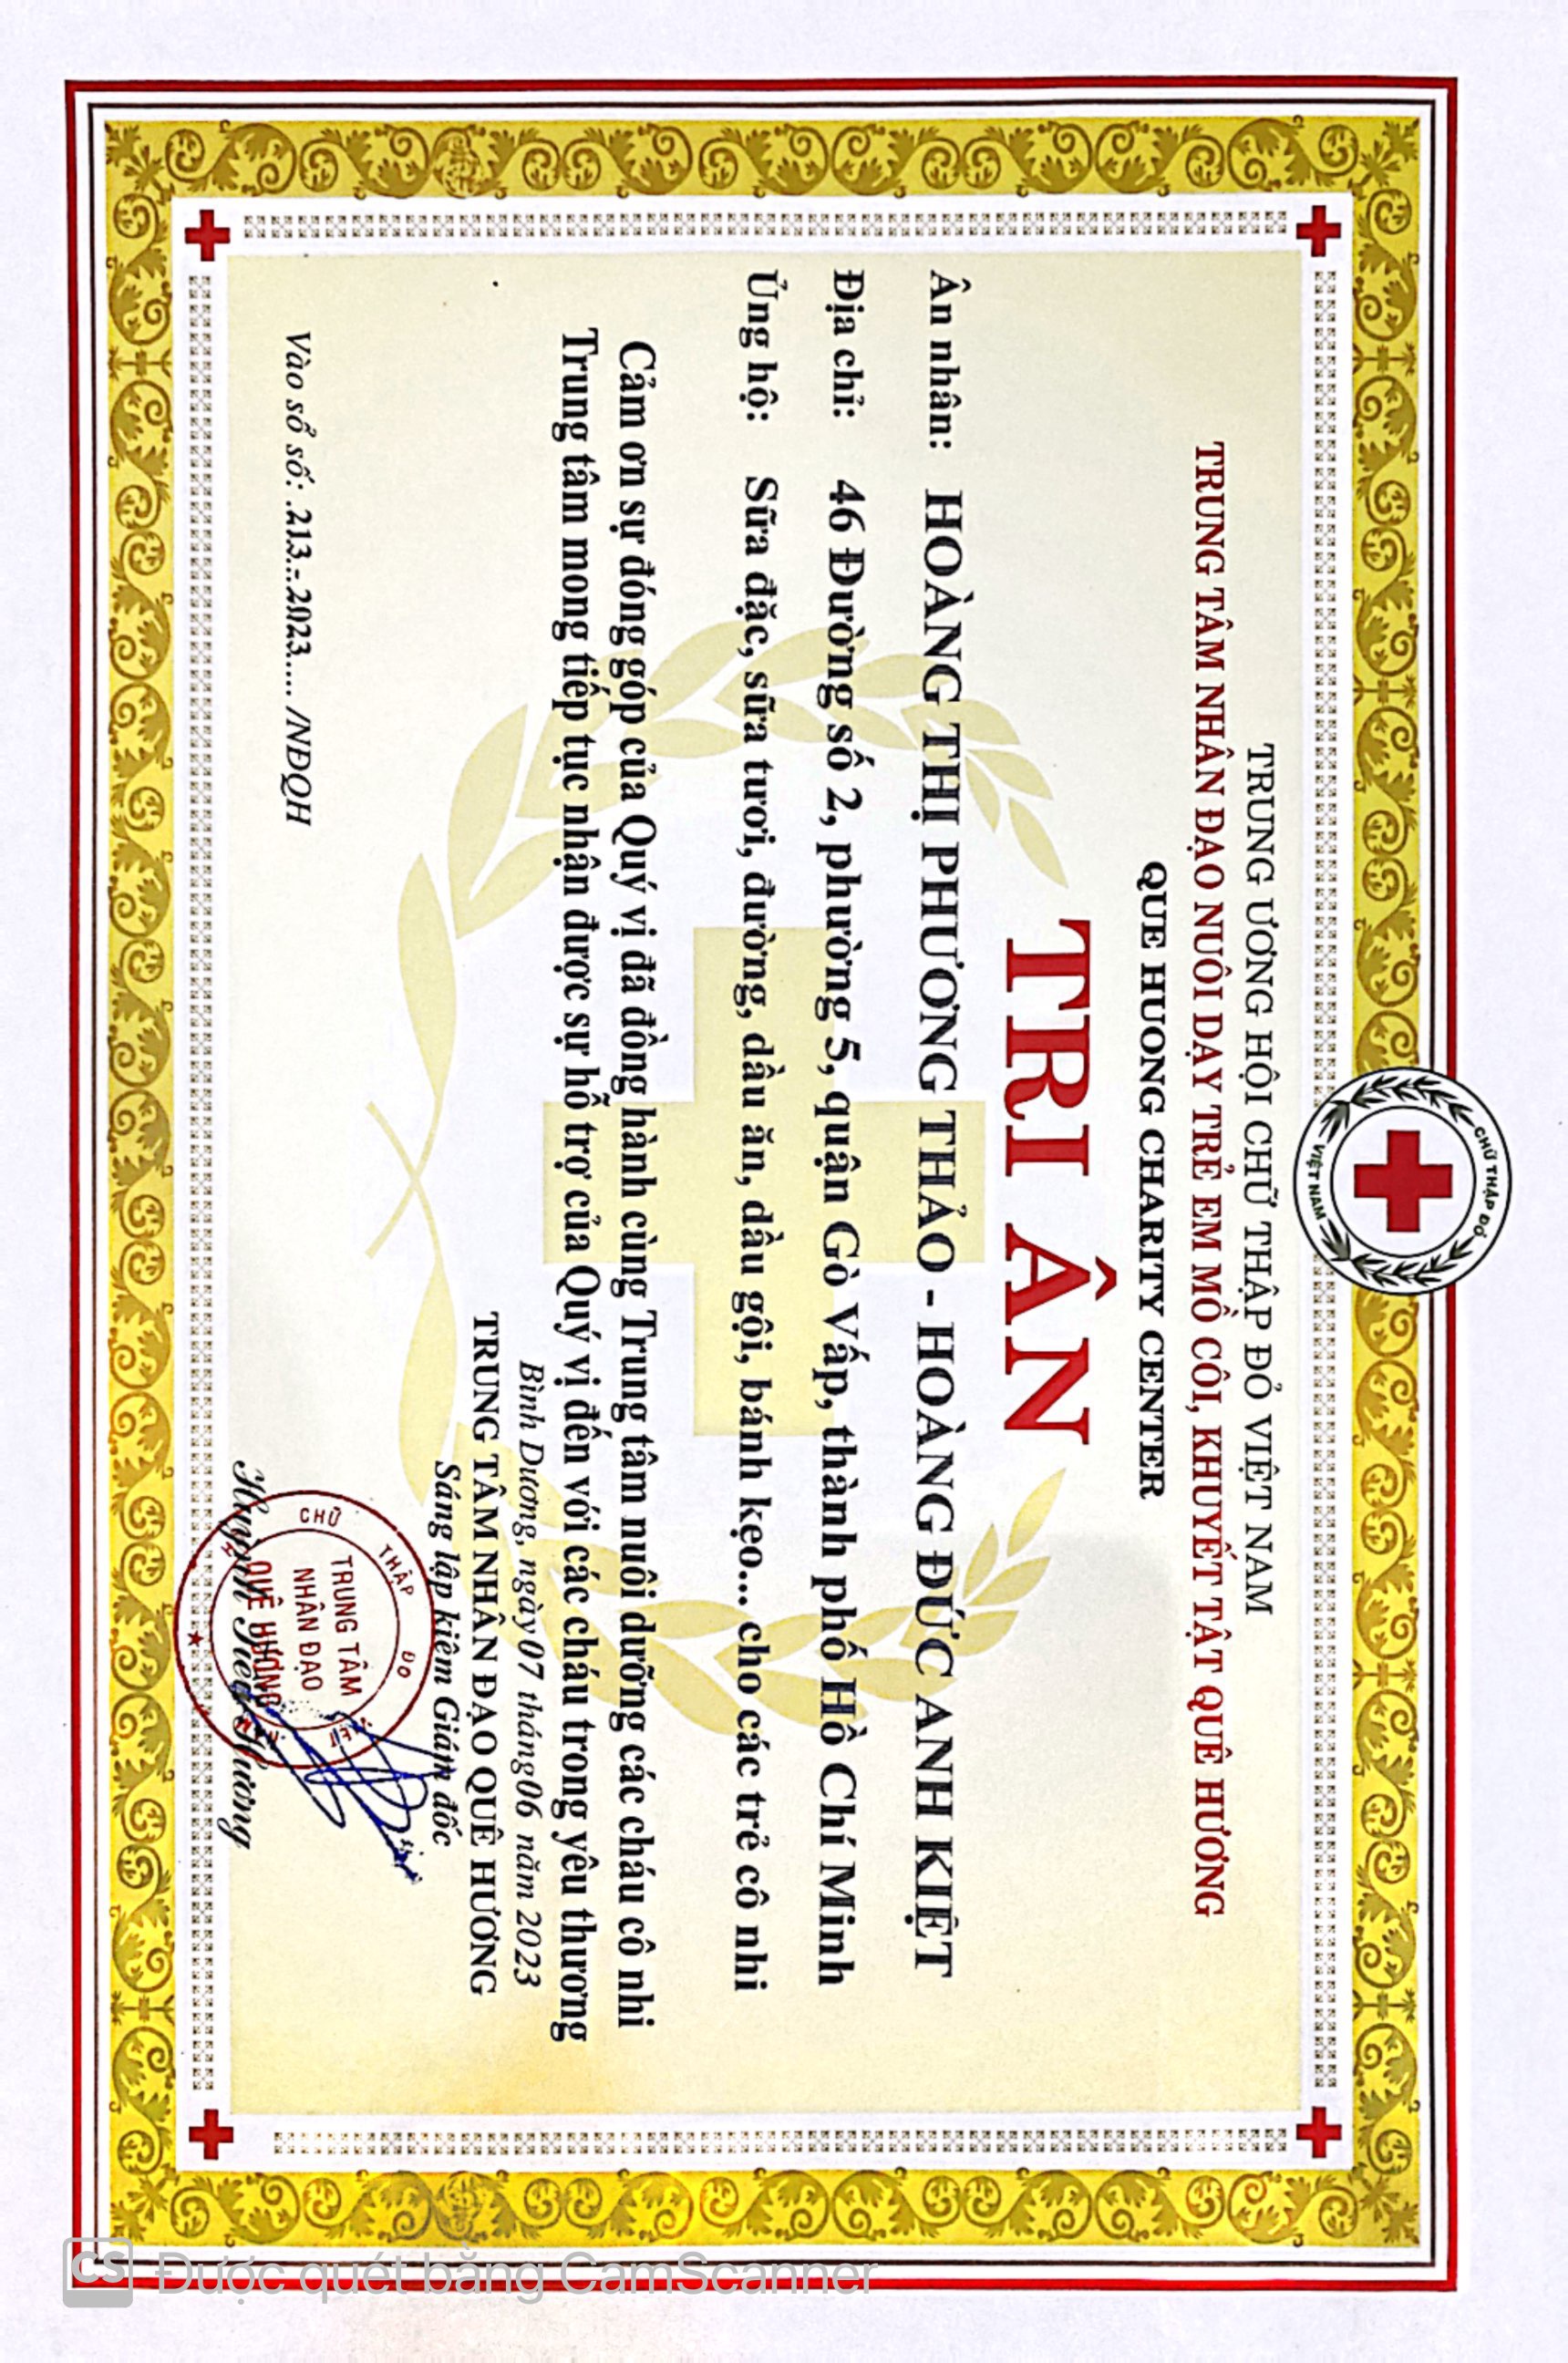 CHỮ THẬP ĐỎ
VIỆT NAM
TRUNG ƯƠNG HỘI CHỮ THẬP ĐỎ VIỆT NAM
TRUNG TÂM NHÂN ĐẠO NUÔI DẠY TRẺ EM MỒ CÔI, KHUYẾT TẬT QUÊ HƯƠNG
QUE HUONG CHARITY CENTER
TRI ÂN
Ân nhân: HOÀNG THỊ PHƯƠNG THẢO - HOÀNG ĐỨC ANH KIỆT
Địa chỉ: 46 Đường số 2, phường 5, quận Gò Vấp, thành phố Hồ Chí Minh
Ủng hộ: Sữa đặc, sữa tươi, đường, dầu ăn, dầu gội, bánh kẹo... cho các trẻ cô nhi
Cảm ơn sự đóng góp của Quý vị đã đồng hành cùng Trung tâm nuôi dưỡng các cháu cô nhi
Trung tâm mong tiếp tục nhận được sự hỗ trợ của Quý vị đến với các cháu trong yêu thương
Bình Dương, ngày 07 tháng 06 năm 2023
TRUNG TÂM NHÂN ĐẠO QUÊ HƯƠNG
Sáng lập kiêm Giám đốc
CHỮ THẬP ĐỎ
TRUNG TÂM
NHÂN ĐẠO
QUÊ HƯƠNG
Huỳnh Tiểu Hương
Vào sổ số: .213.-.2023..... /NĐQH
CS Được quét bằng CamScanner